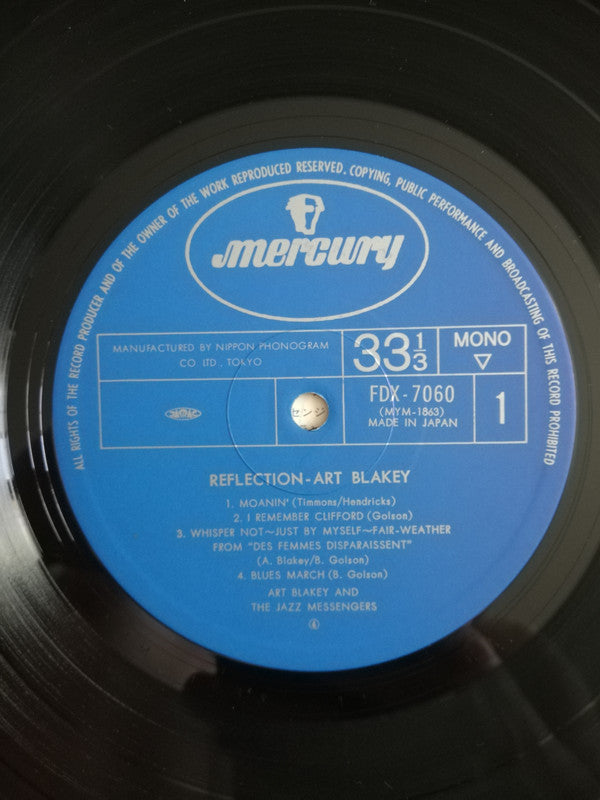 ALL RIGHTS OF THE RECORD PRODUCER AND OF THE OWNER OF THE WORK REPRODUCED RESERVED. COPYING, PUBLIC PERFORMANCE AND BROADCASTING OF THIS RECORD PROHIBITED
mercury
MANUFACTURED BY NIPPON PHONOGRAM
CO LTD., TOKYO
33 1/3
MONO
▽
FDX-7060
(MYM-1863)
MADE IN JAPAN
1
センジ
REFLECTION-ART BLAKEY
1. MOANIN' (Timmons/Hendricks)
2. I REMEMBER CLIFFORD (Golson)
3. WHISPER NOT~JUST BY MYSELF~FAIR-WEATHER
FROM "DES FEMMES DISPARAISSENT"
(A. Blakey/B. Golson)
4. BLUES MARCH (B. Golson)
ART BLAKEY AND
THE JAZZ MESSENGERS